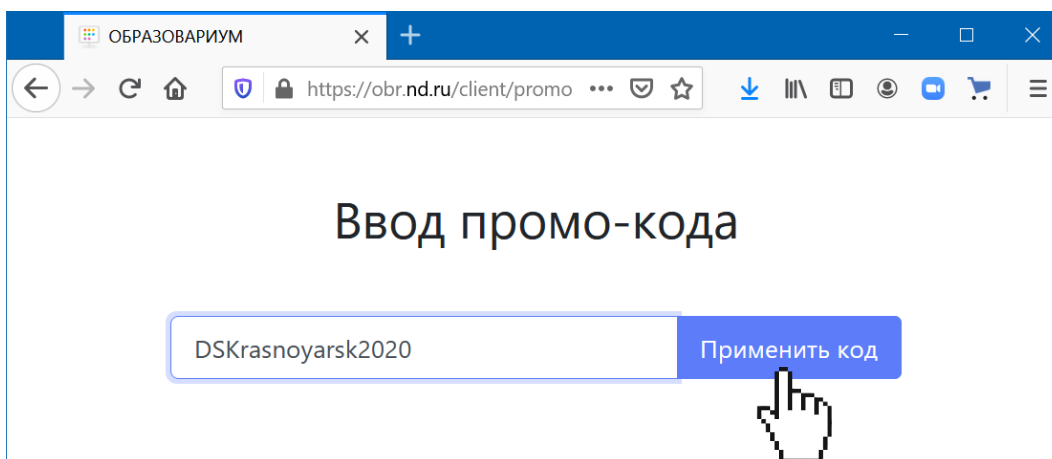 ОБРАЗОВАРИУМ
https://obr.nd.ru/client/promo
Ввод промо-кода
DSKrasnoyarsk2020 Применить код